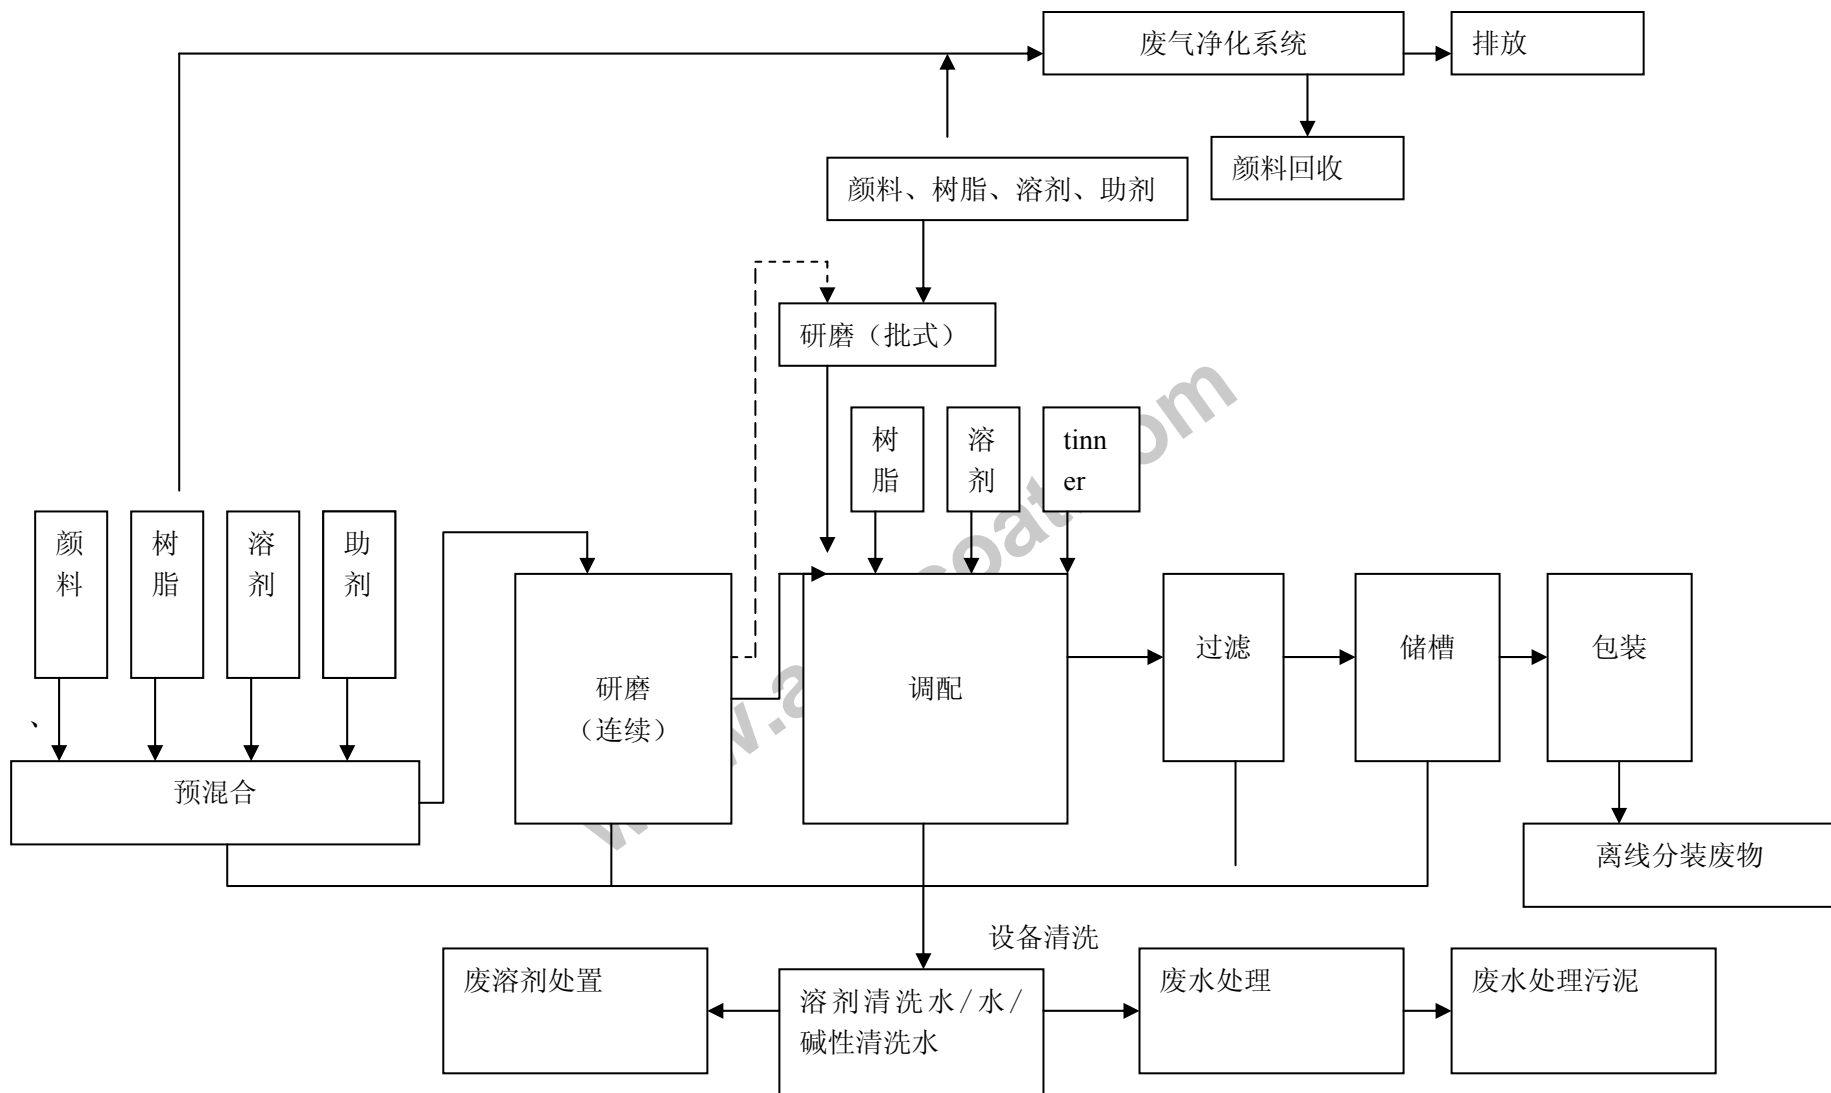 废气净化系统
排放
颜料回收
颜料、树脂、溶剂、助剂
研磨（批式）
树
脂
溶
剂
tinn
er
颜
料
树
脂
溶
剂
助
剂
、
预混合
研磨
（连续）
调配
过滤
储槽
包装
离线分装废物
设备清洗
废溶剂处置
溶剂清洗水/水/
碱性清洗水
废水处理
废水处理污泥